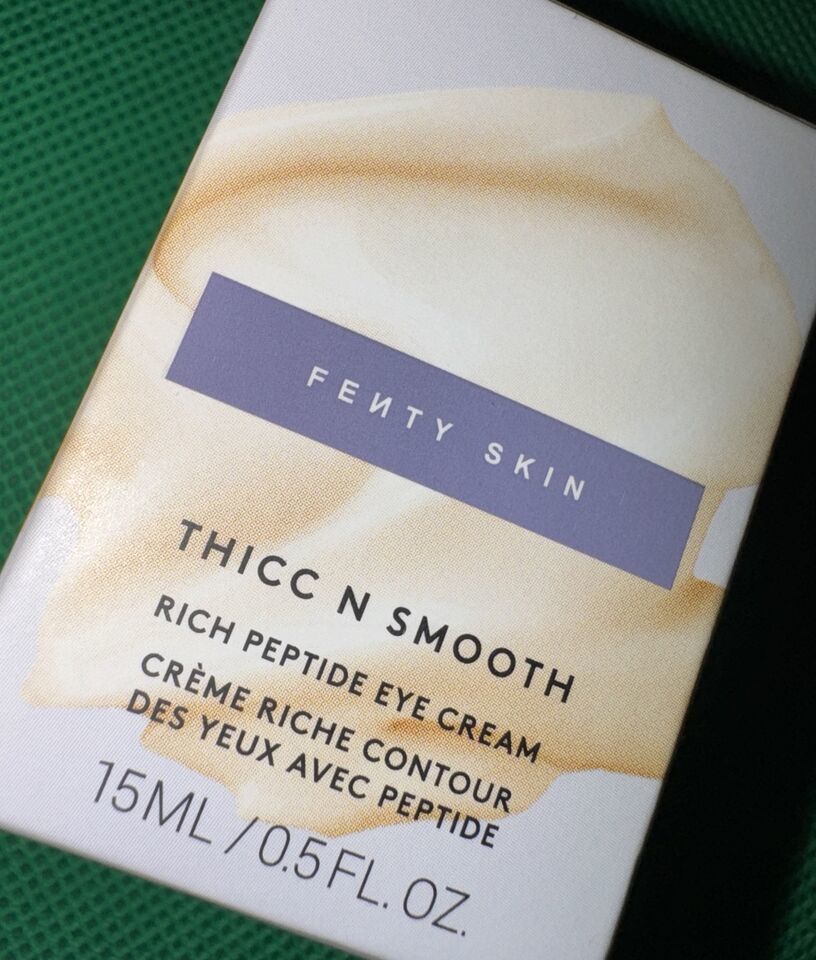 FEИTY SKIN
THICC N SMOOTH
RICH PEPTIDE EYE CREAM
CRÈME RICHE CONTOUR
DES YEUX AVEC PEPTIDE
15ML / 0.5 FL. OZ.